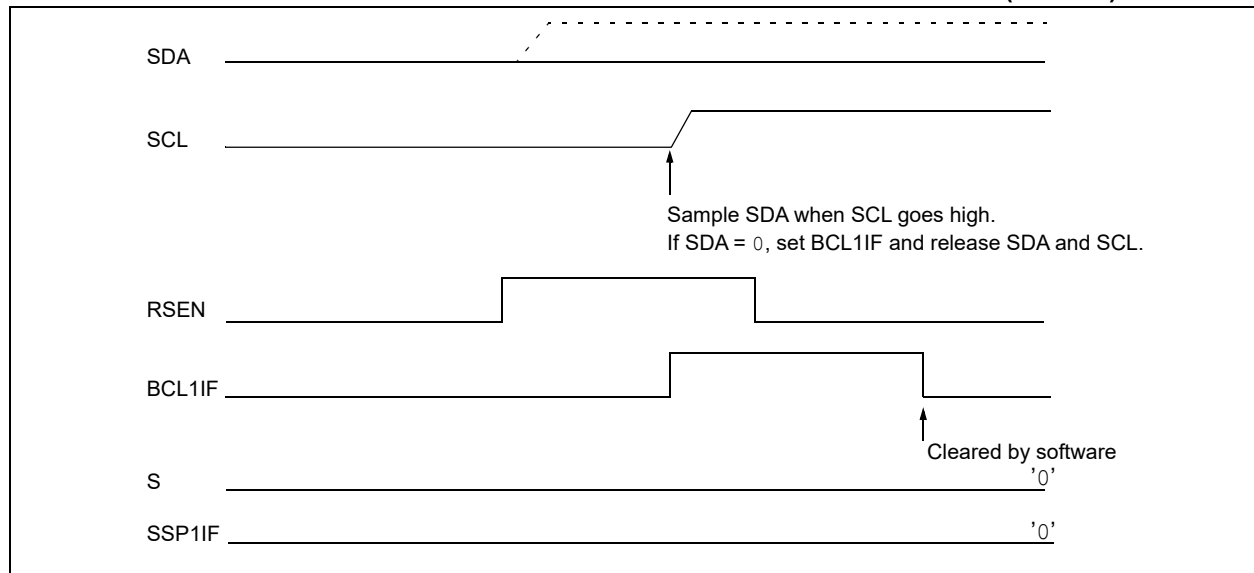 SDA
SCL
Sample SDA when SCL goes high.
If SDA = 0, set BCL1IF and release SDA and SCL.
RSEN
BCL1IF
Cleared by software
S
'0'
SSP1IF
'0'